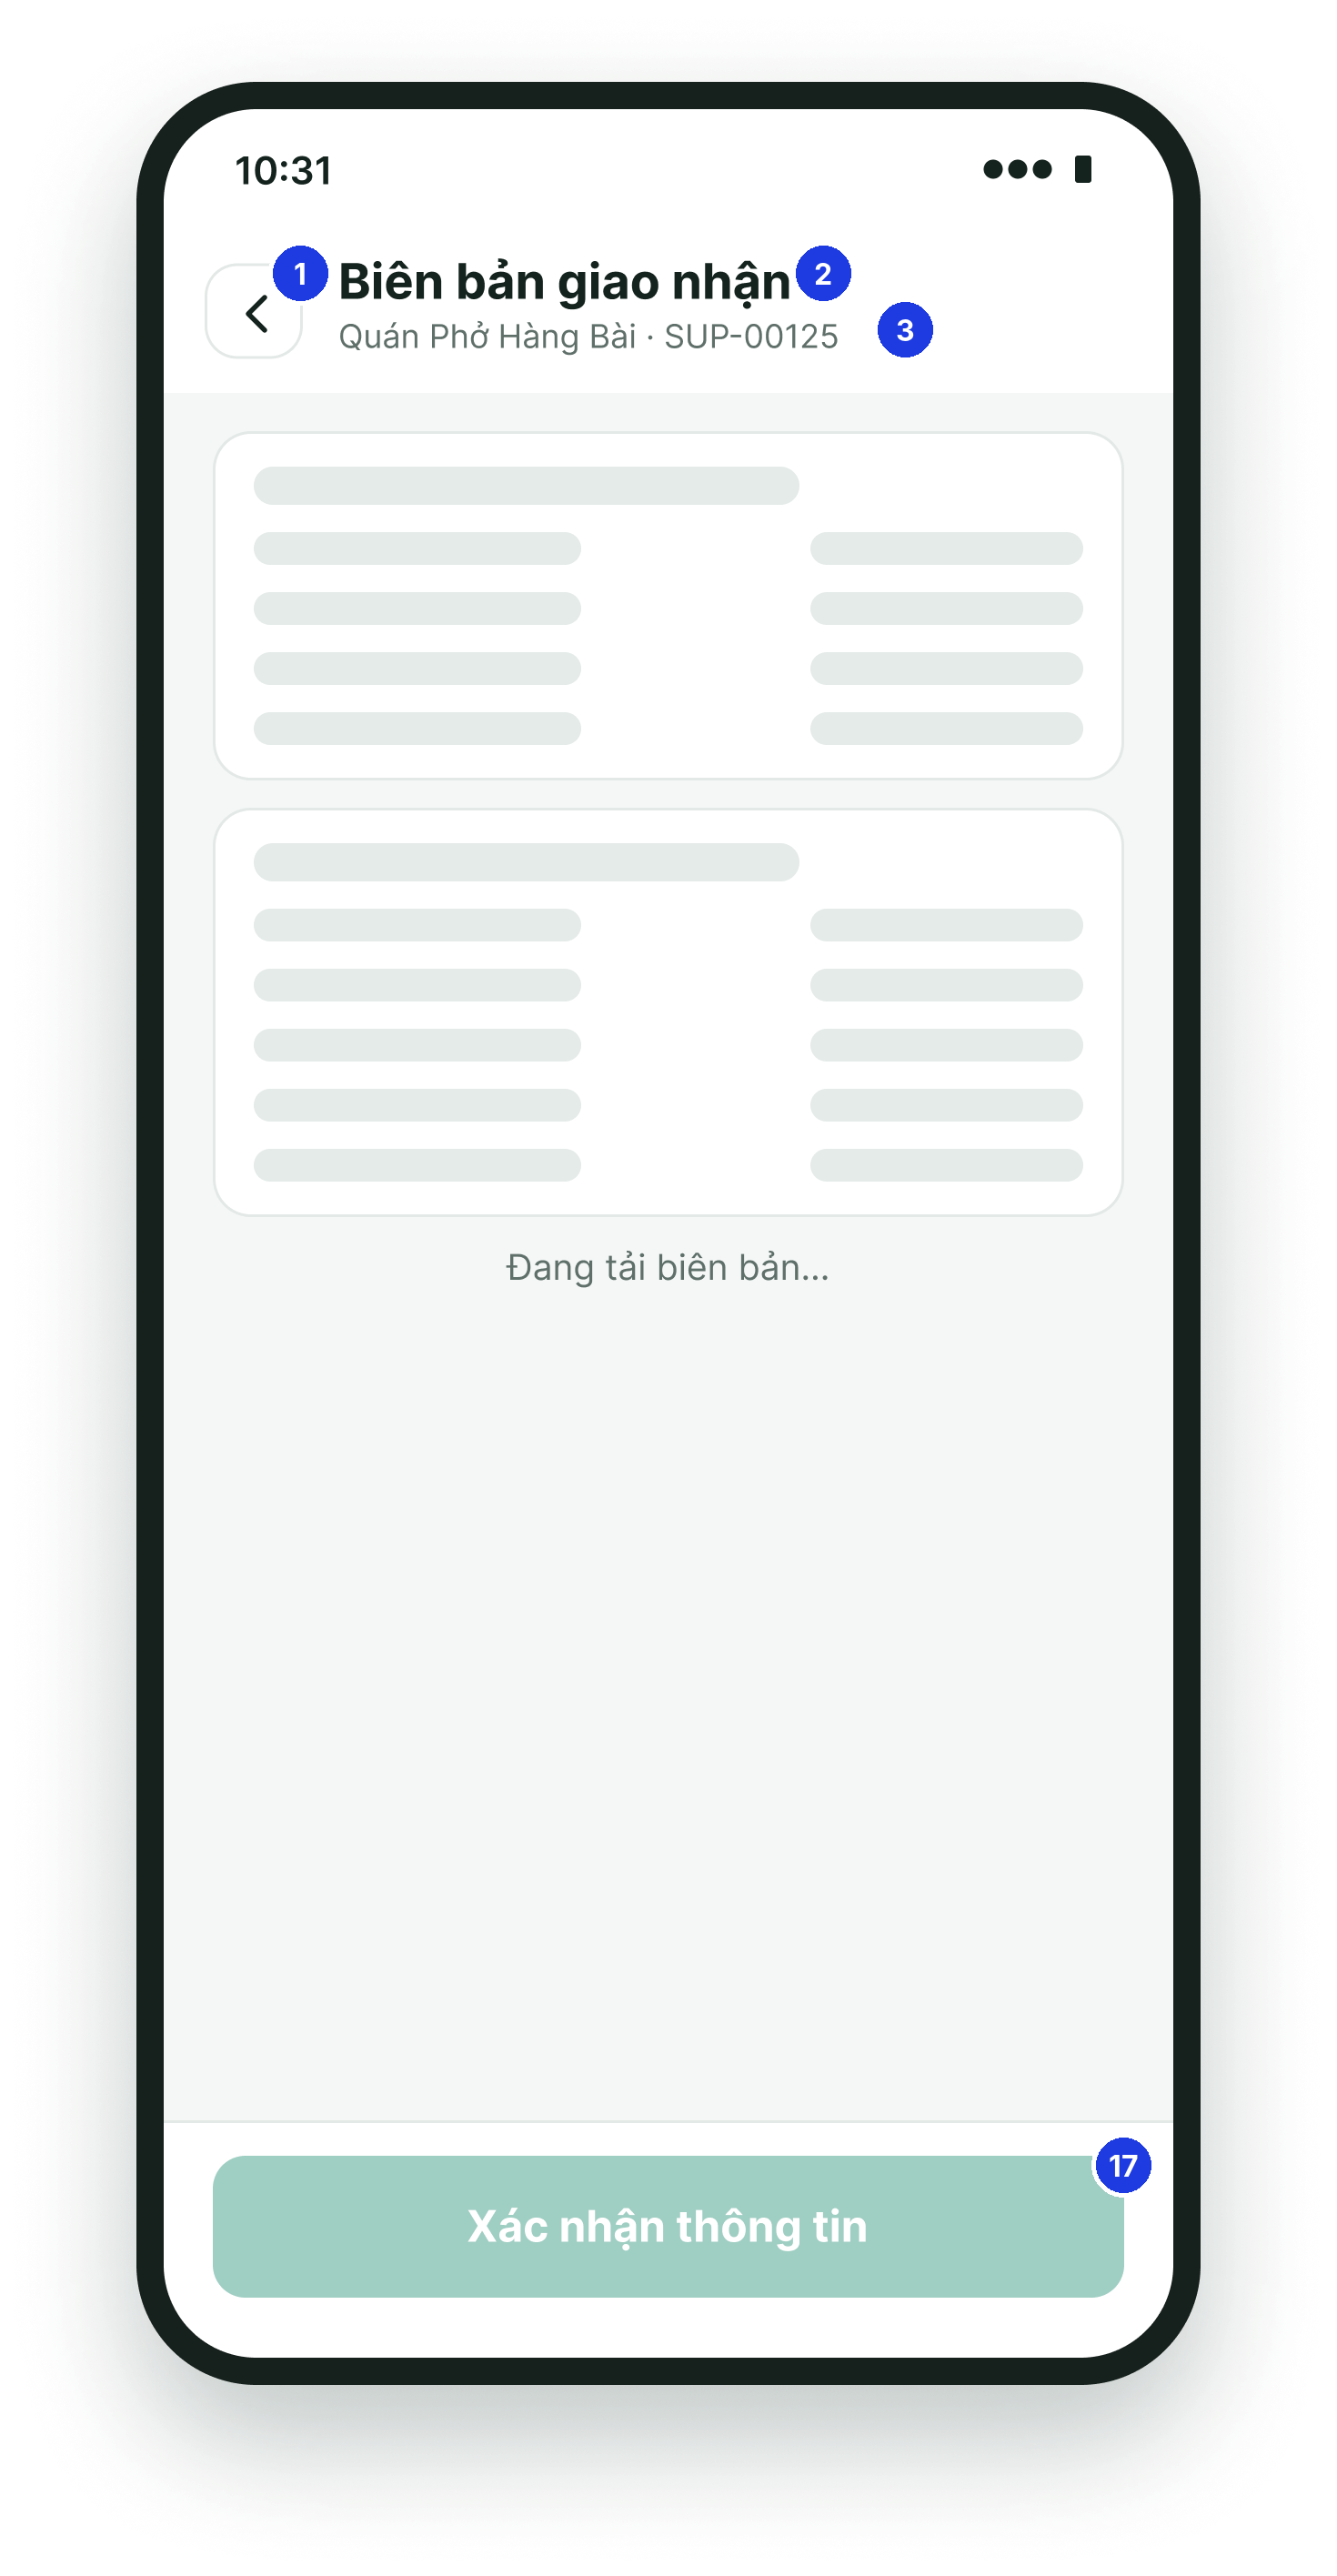 10:31
1
Biên bản giao nhận 2
Quán Phở Hàng Bài · SUP-00125 3
Đang tải biên bản...
17
Xác nhận thông tin